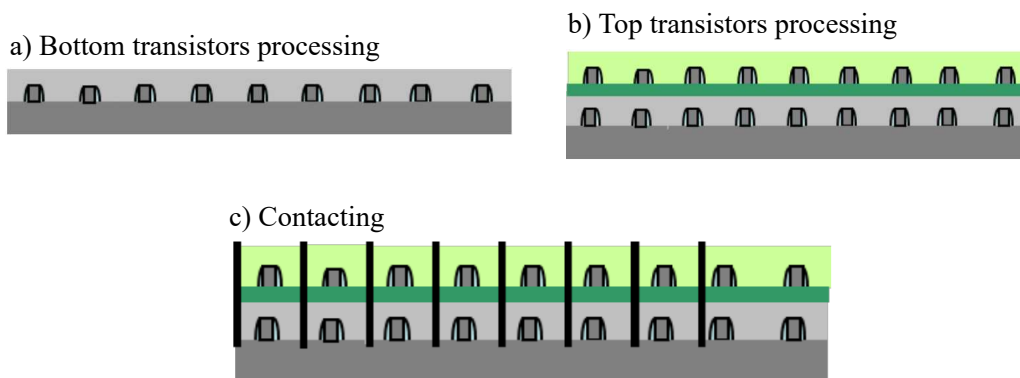 a) Bottom transistors processing
b) Top transistors processing
c) Contacting